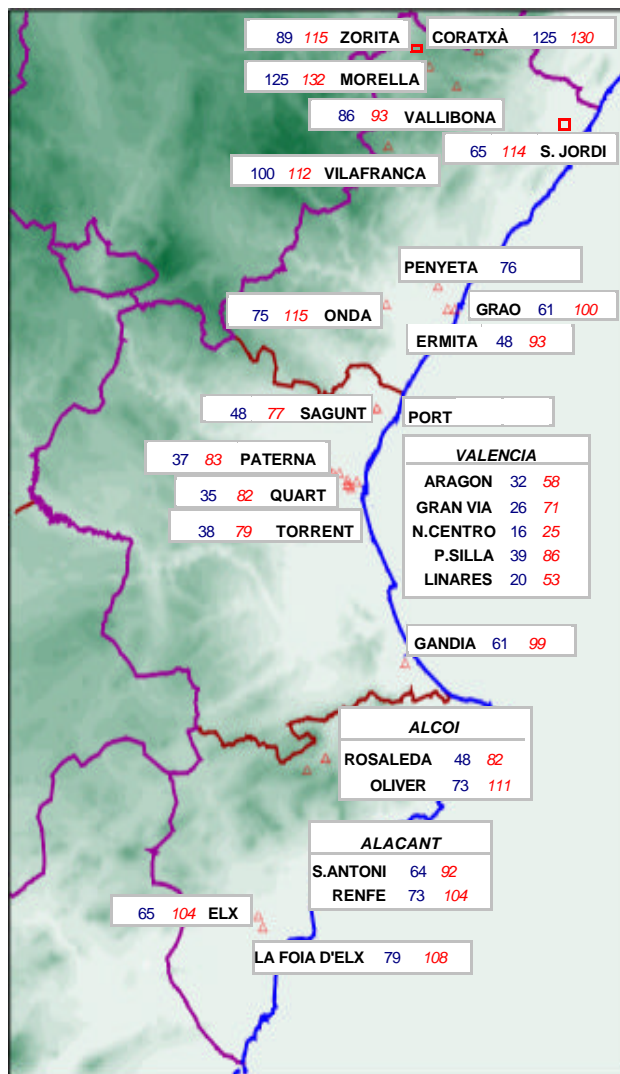 89 115 ZORITA
CORATXÀ 125 130
125 132 MORELLA
86 93 VALLIBONA
65 114 S. JORDI
100 112 VILAFRANCA
PENYETA 76
75 115 ONDA
GRAO 61 100
ERMITA 48 93
48 77 SAGUNT
PORT
37 83 PATERNA
35 82 QUART
38 79 TORRENT
VALENCIA
ARAGON 32 58
GRAN VIA 26 71
N.CENTRO 16 25
P.SILLA 39 86
LINARES 20 53
GANDIA 61 99
ALCOI
ROSALEDA 48 82
OLIVER 73 111
ALACANT
S.ANTONI 64 92
RENFE 73 104
65 104 ELX
LA FOIA D'ELX 79 108